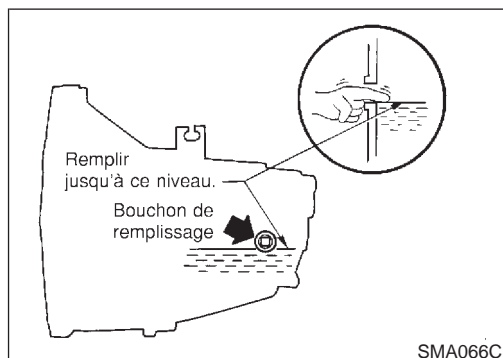 Remplir
jusqu'à ce niveau.
Bouchon de
remplissage
SMA066C